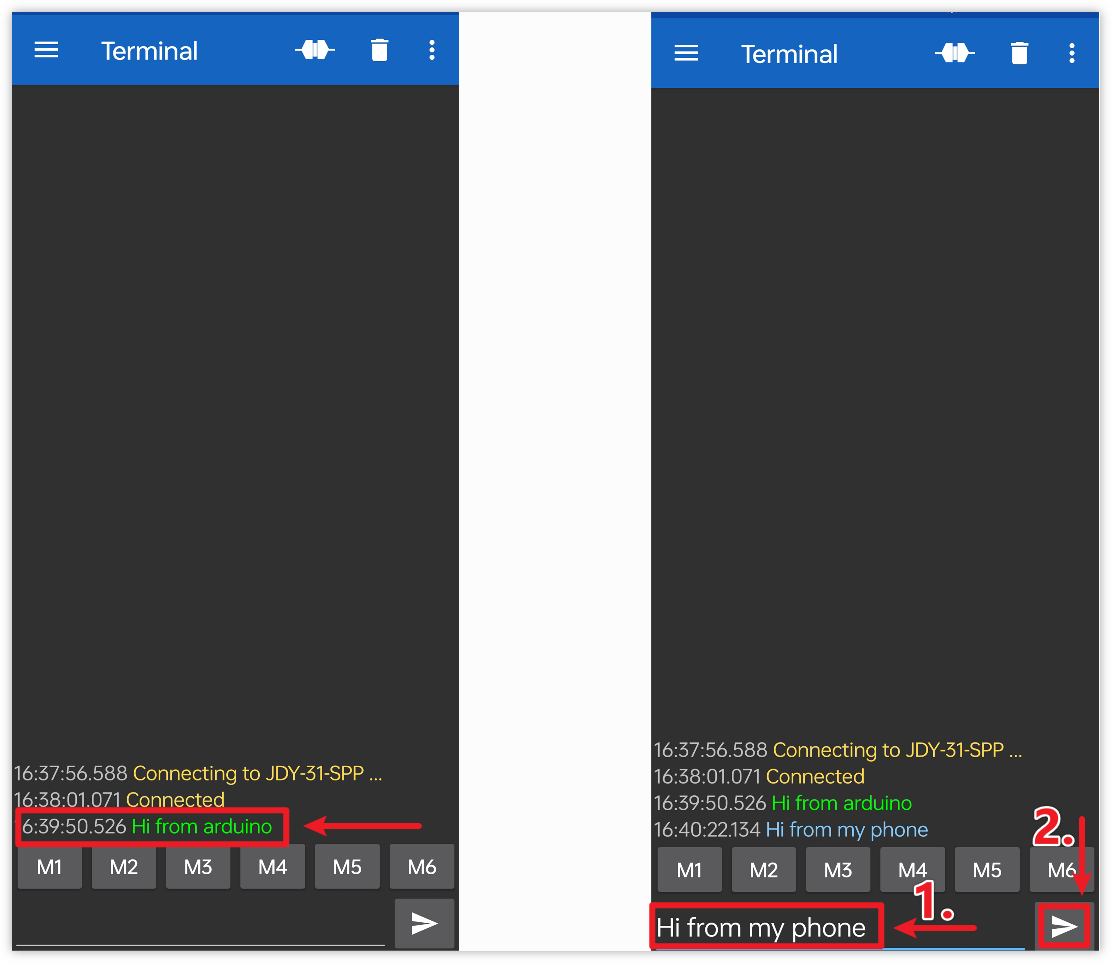 Terminal
16:37:56.588 Connecting to JDY-31-SPP ...
16:38:01.071 Connected
16:39:50.526 Hi from arduino
M1 M2 M3 M4 M5 M6
Terminal
16:37:56.588 Connecting to JDY-31-SPP ...
16:38:01.071 Connected
16:39:50.526 Hi from arduino
16:40:22.134 Hi from my phone
2.
M1 M2 M3 M4 M5 M6
1.
Hi from my phone